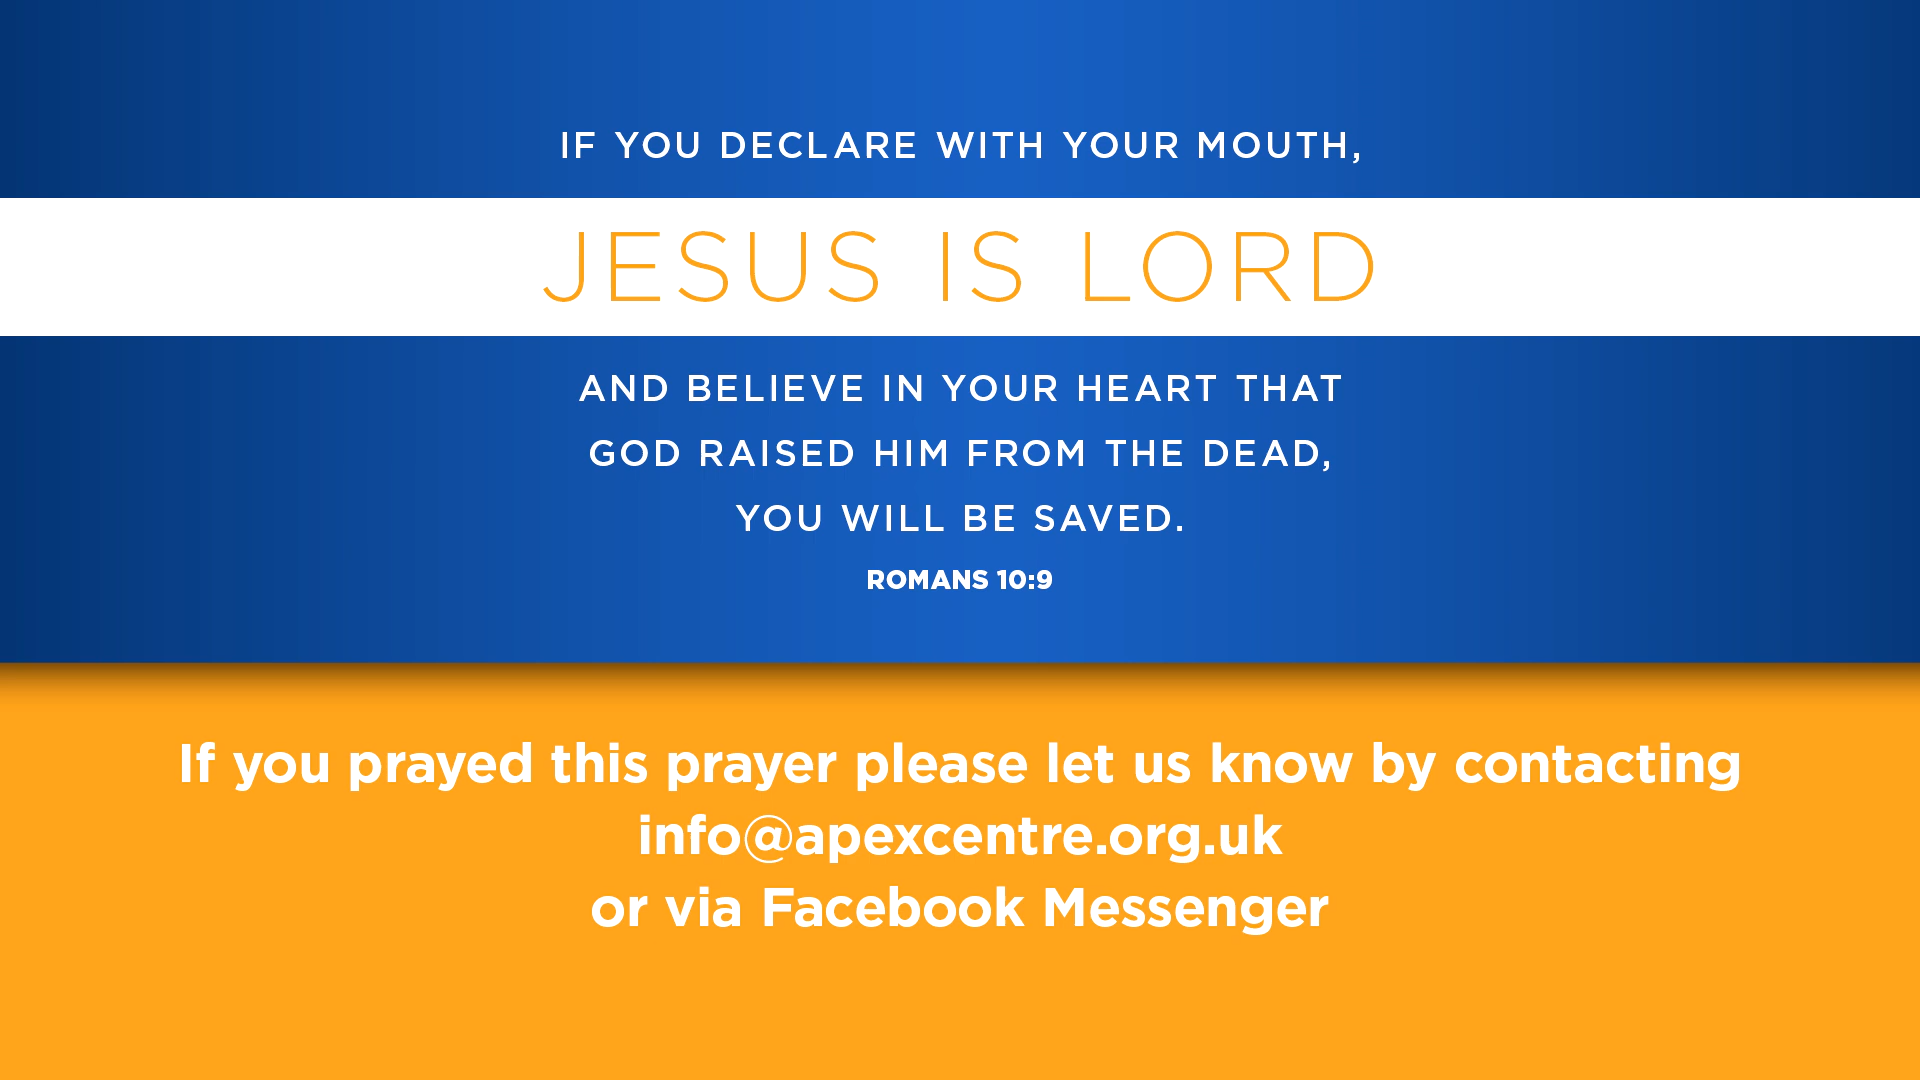 IF YOU DECLARE WITH YOUR MOUTH,
JESUS IS LORD
AND BELIEVE IN YOUR HEART THAT
GOD RAISED HIM FROM THE DEAD,
YOU WILL BE SAVED.
ROMANS 10:9
If you prayed this prayer please let us know by contacting
info@apexcentre.org.uk
or via Facebook Messenger